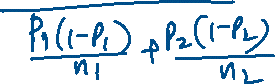 p₁(1-p₁)/n₁ + p₂(1-p₂)/n₂